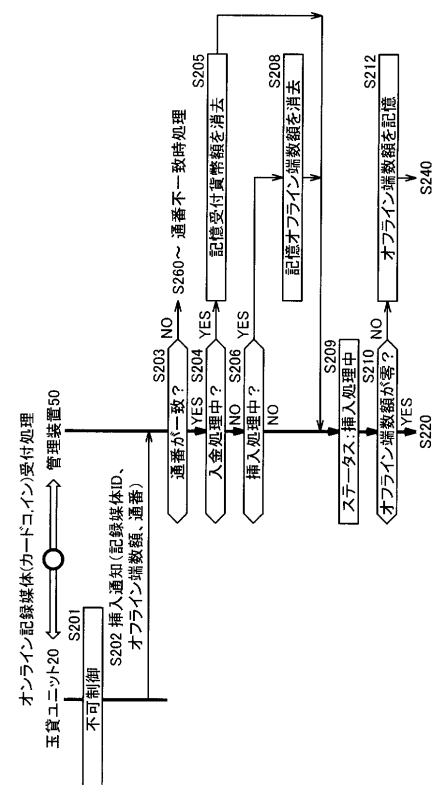 オンライン記録媒体(カードコ,イン)受付処理
玉貸ユニット20
管理装置50
S201
不可制御
S202 挿入通知(記録媒体ID、
オフライン端数額、通番)
S203
通番が一致?
NO
S260～ 通番不一致時処理
YES
S204
入金処理中?
YES
S205
記憶受付貨幣額を消去
NO
S206
挿入処理中?
YES
S208
記憶オフライン端数額を消去
NO
S209
ステータス:挿入処理中
S210
オフライン端数額が零?
NO
S212
オフライン端数額を記憶
YES
S220
S240